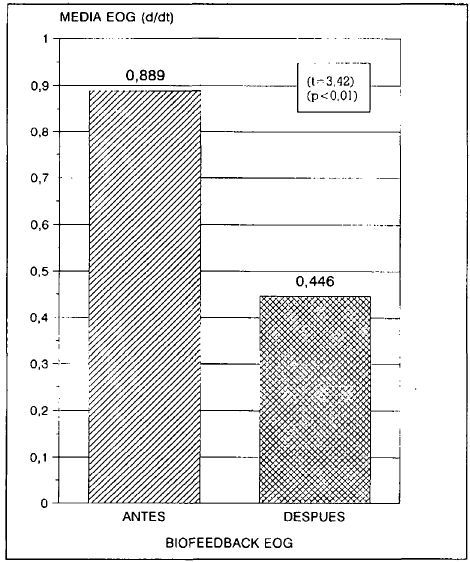 MEDIA EOG (d/dt)
1
0,9
0,8
0,7
0,6
0,5
0,4
0,3
0,2
0,1
0
0,889
(t=3,42)
(p<0,01)
0,446
ANTES DESPUES
BIOFEEDBACK EOG